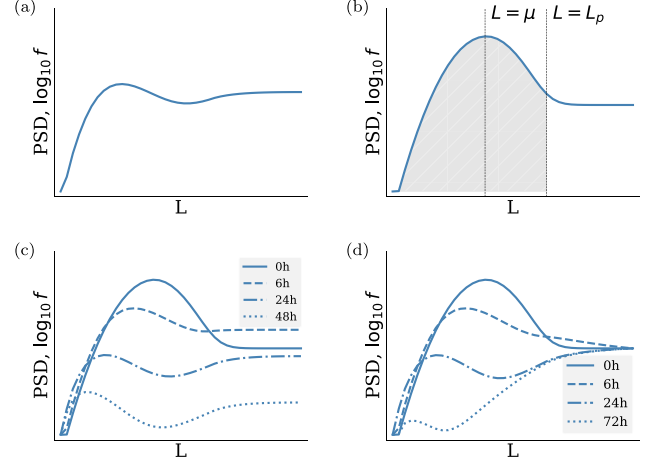 (a)
PSD, log₁₀ f
L
(b)
L = μ
L = Lₚ
PSD, log₁₀ f
L
(c)
0h
6h
24h
48h
PSD, log₁₀ f
L
(d)
0h
6h
24h
72h
PSD, log₁₀ f
L